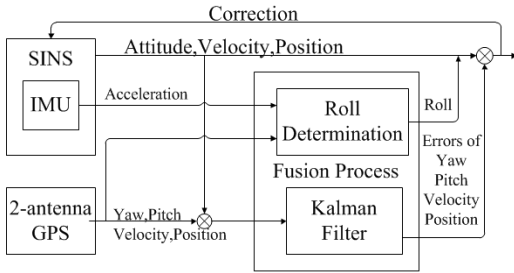 Correction
Attitude,Velocity,Position
SINS
IMU
Acceleration
Roll
Determination
Roll
Fusion Process
Errors of
Yaw
Pitch
Velocity
Position
2-antenna
GPS
Yaw,Pitch
Velocity,Position
Kalman
Filter